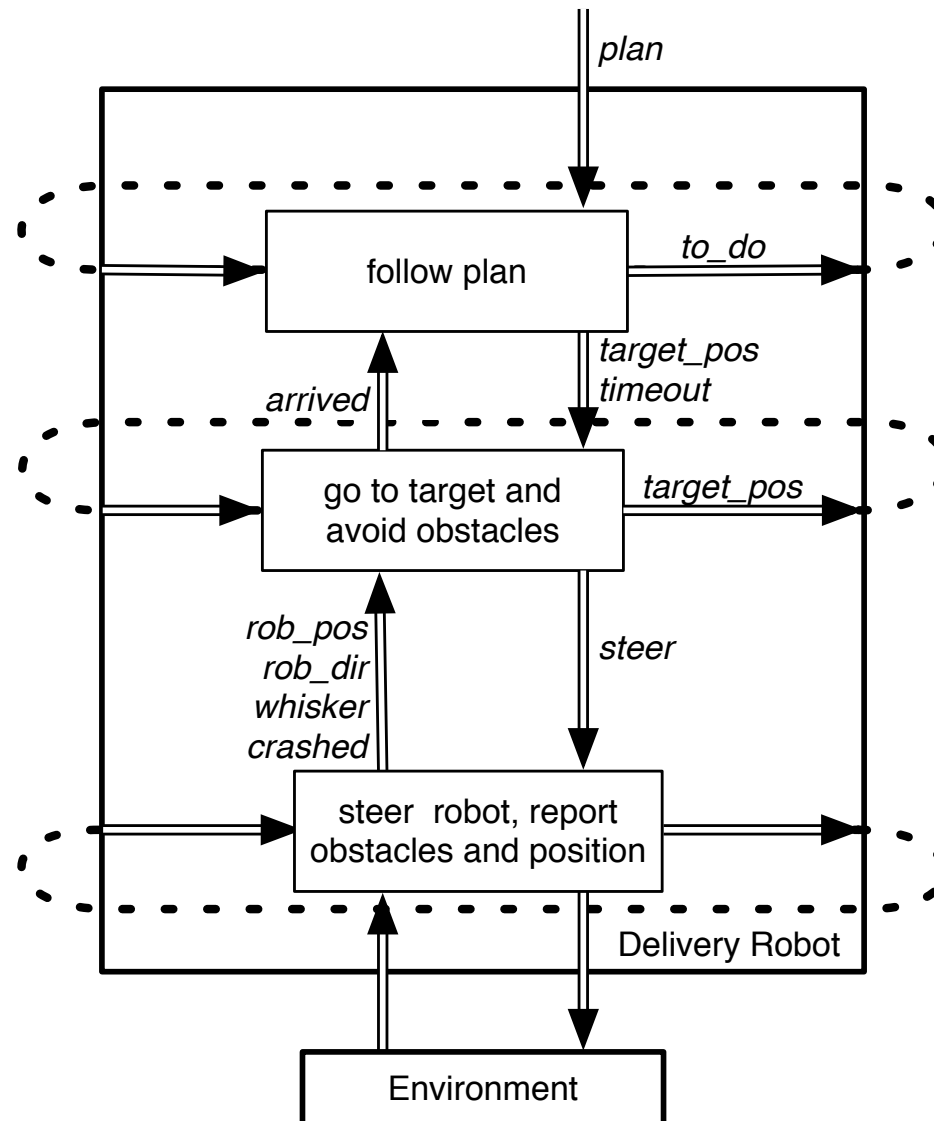 plan
follow plan
to_do
target_pos
timeout
arrived
go to target and
avoid obstacles
target_pos
rob_pos
rob_dir
whisker
crashed
steer
steer robot, report
obstacles and position
Delivery Robot
Environment